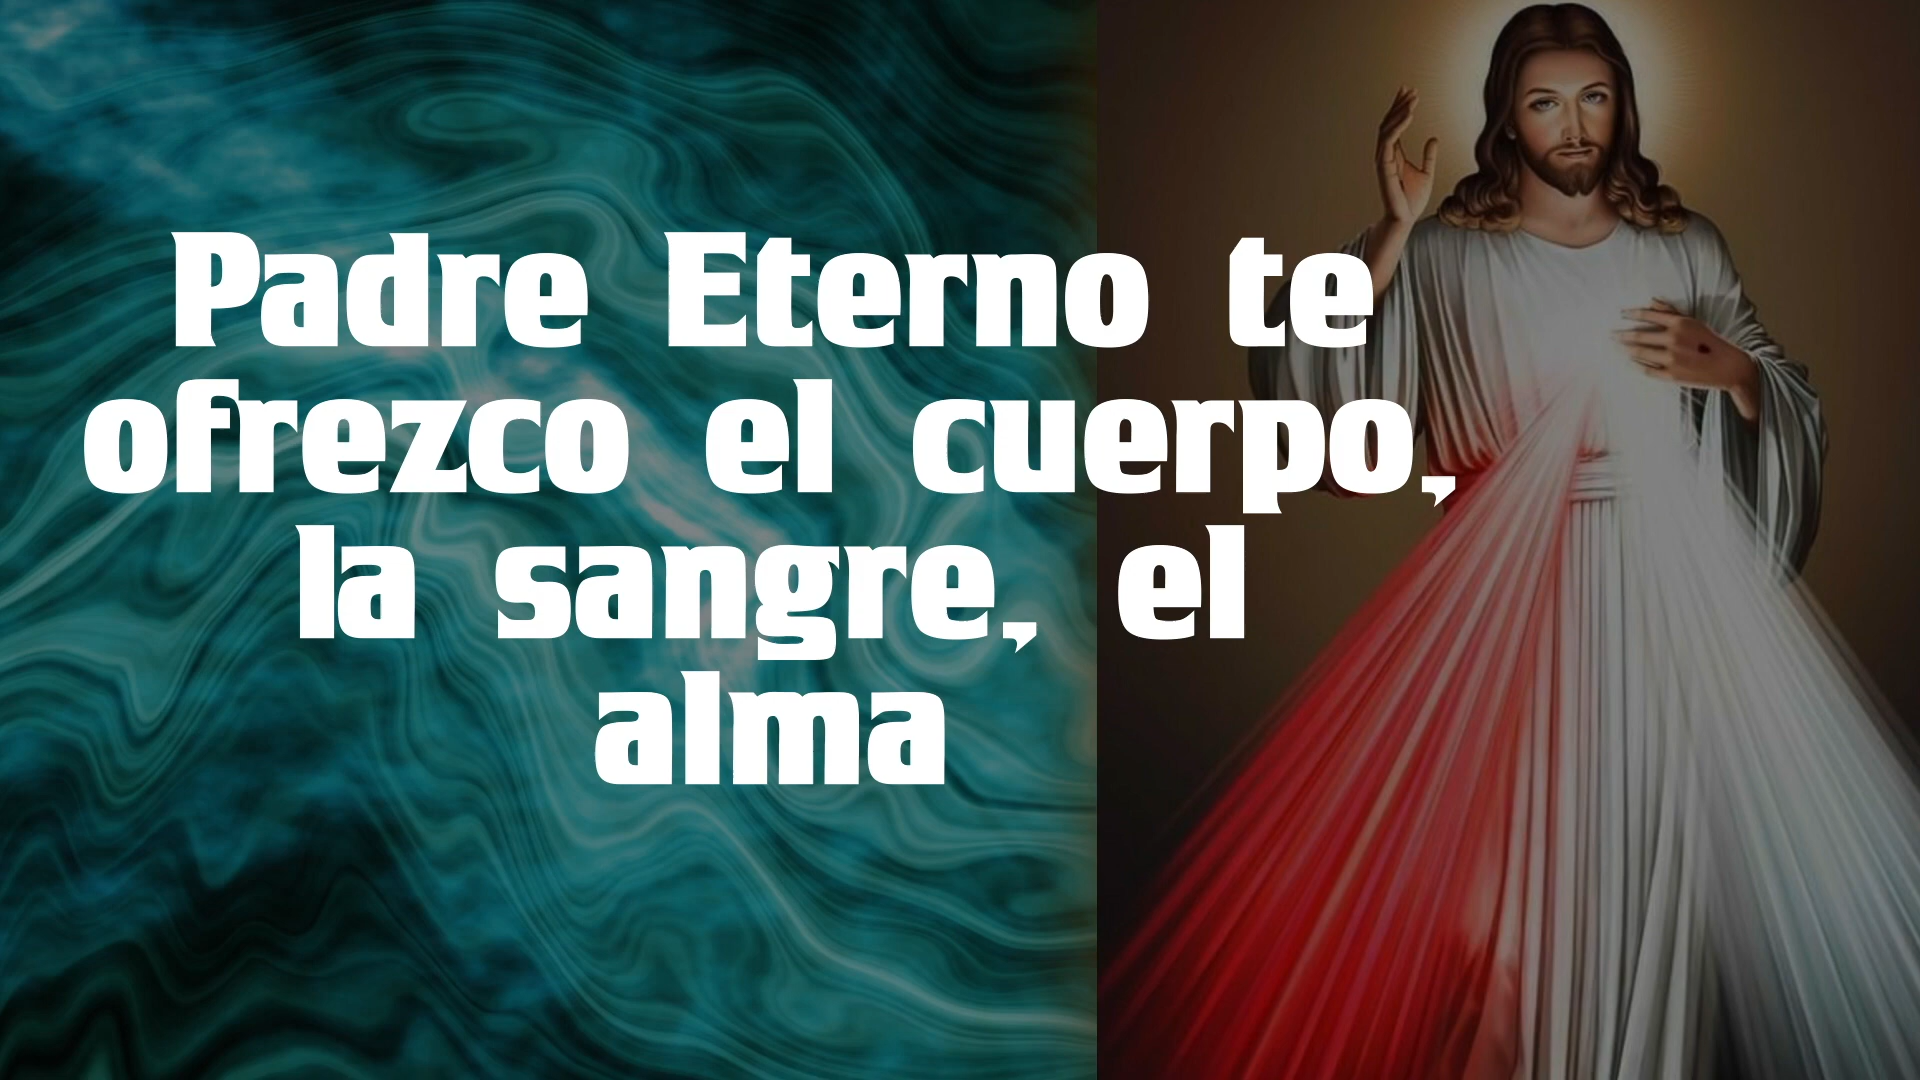 Padre Eterno te
ofrezco el cuerpo,
la sangre, el
alma